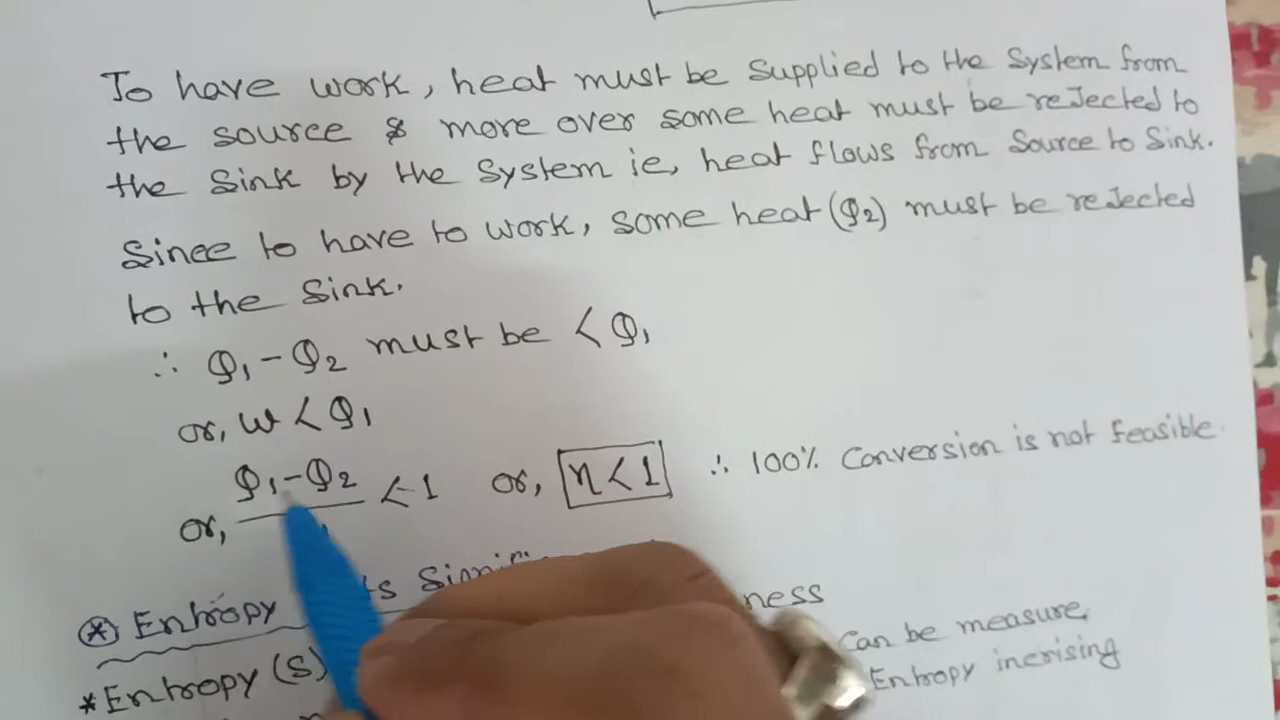 To have work, heat must be supplied to the System from
the source & more over some heat must be rejected to
the Sink by the System ie, heat flows from Source to Sink.
Since to have to work, some heat (Q2) must be rejected
to the Sink.
∴ Q1-Q2 must be < Q1
or, W < Q1
or, Q1-Q2 / < 1 or, η < 1 ∴ 100% Conversion is not feasible.
* Entropy
ness
* Entropy (S) Can be measure,
Entropy incrising